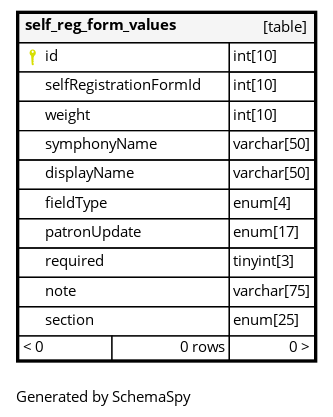 self_reg_form_values [table]
id int[10]
selfRegistrationFormId int[10]
weight int[10]
symphonyName varchar[50]
displayName varchar[50]
fieldType enum[4]
patronUpdate enum[17]
required tinyint[3]
note varchar[75]
section enum[25]
< 0 0 rows 0 >
Generated by SchemaSpy